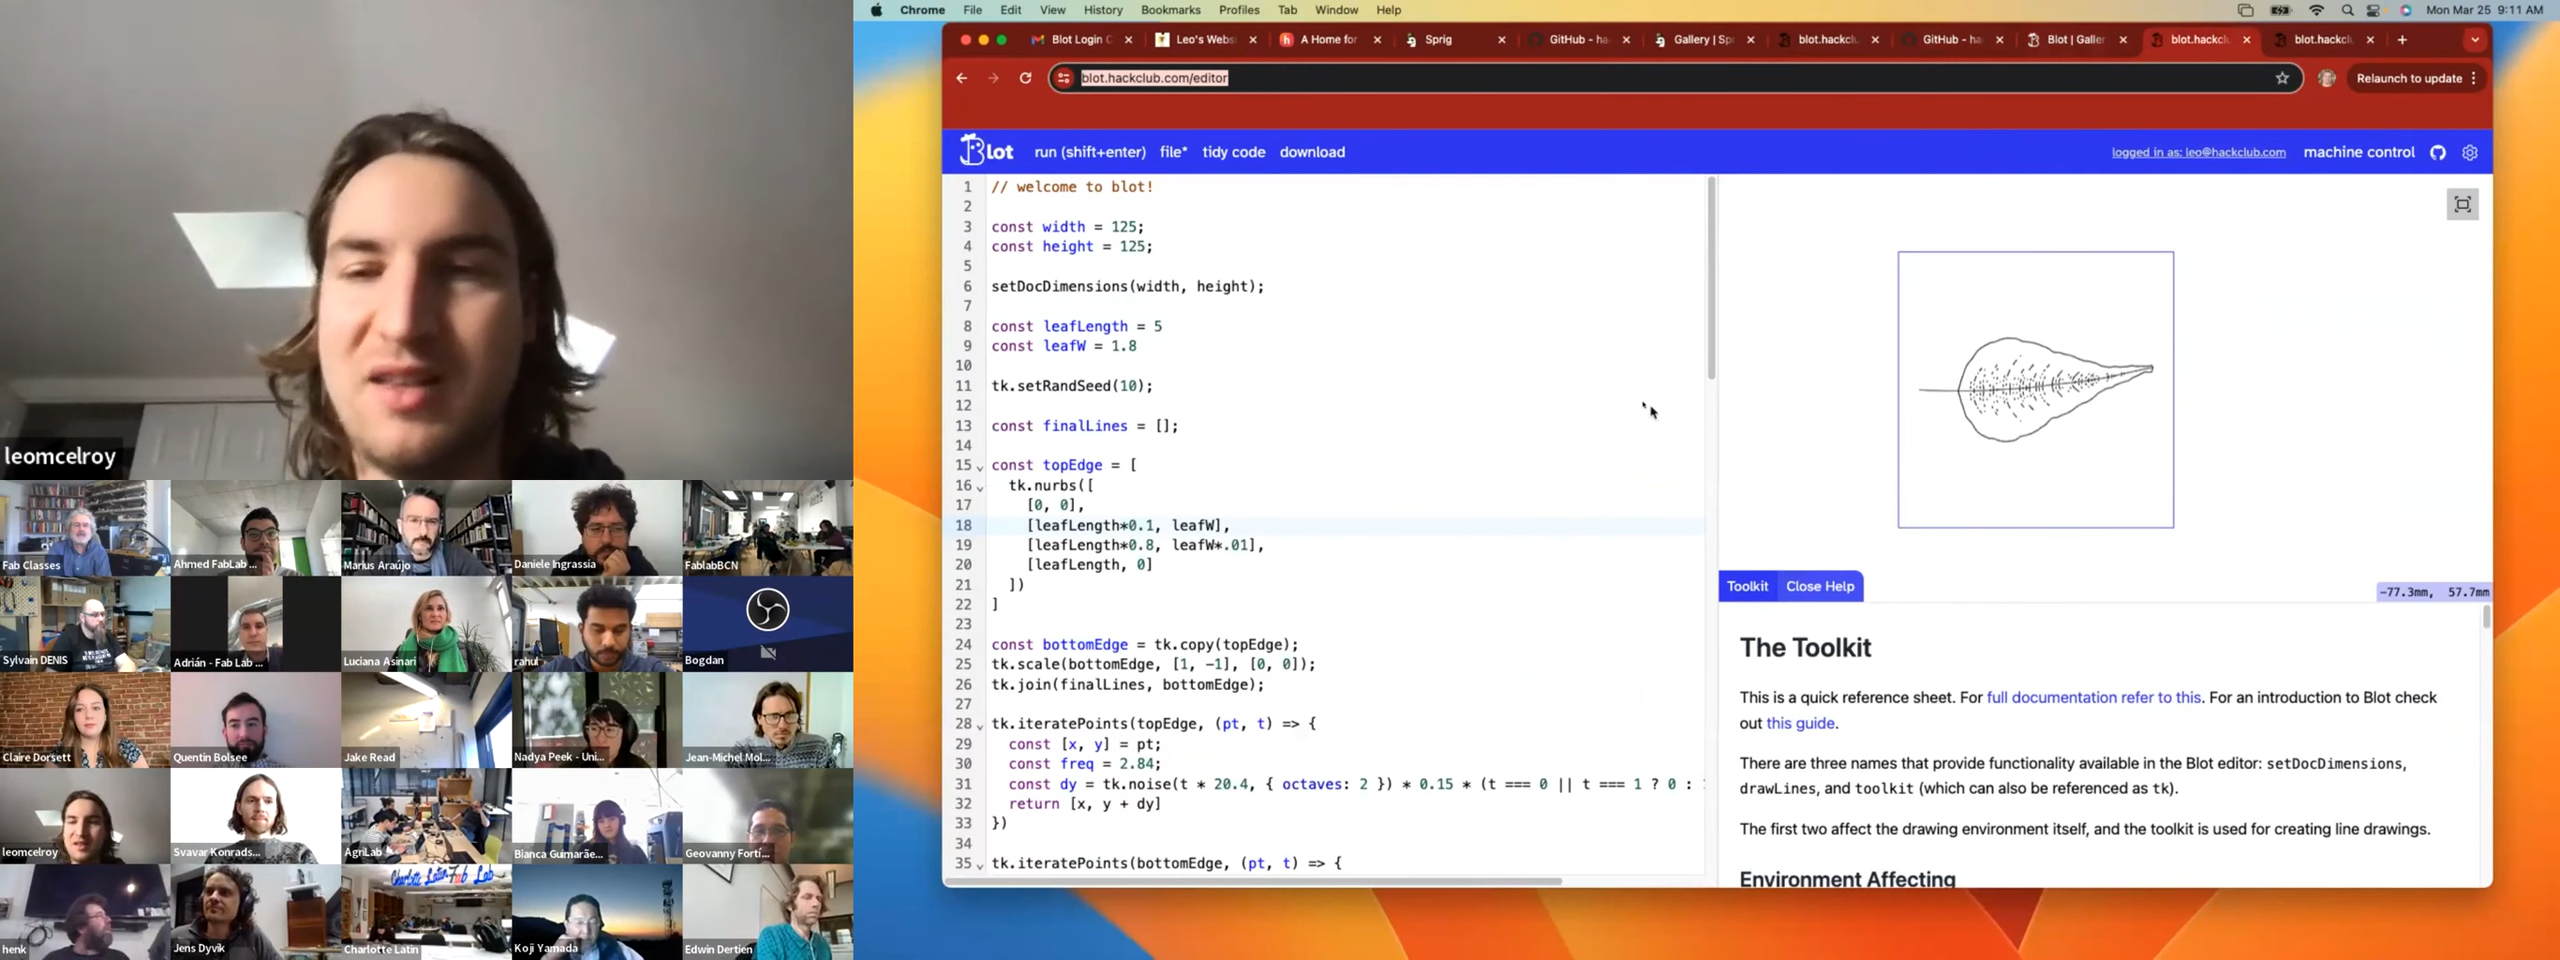 leomcelroy
Fab Classes
Ahmed FabLab ...
Marius Araújo
Daniele Ingrassia
FablabBCN
Sylvain DENIS
Adrián - Fab Lab ...
Luciana Asinari
rahul
Bogdan
Claire Dorsett
Quentin Bolsee
Jake Read
Nadya Peek - Uni...
Jean-Michel Mol...
leomcelroy
Svavar Konrads...
AgriLab
Bianca Guimarãe...
Geovanny Fortí...
Charlotte Latin Fab Lab
henk
Jens Dyvik
Charlotte Latin
Koji Yamada
Edwin Dertien
Chrome File Edit View History Bookmarks Profiles Tab Window Help
Mon Mar 25 9:11 AM
Blot Login C
Leo's Webs
A Home for
Sprig
GitHub - ha
Gallery | Sp
blot.hackcl
GitHub - ha
Blot | Galle
blot.hackcl
blot.hackcl
blot.hackclub.com/editor
Relaunch to update
Blot run (shift+enter) file* tidy code download
logged in as: leo@hackclub.com machine control
1 // welcome to blot!
2
3 const width = 125;
4 const height = 125;
5
6 setDocDimensions(width, height);
7
8 const leafLength = 5
9 const leafW = 1.8
10
11 tk.setRandSeed(10);
12
13 const finalLines = [];
14
15 const topEdge = [
16 tk.nurbs([
17 [0, 0],
18 [leafLength*0.1, leafW],
19 [leafLength*0.8, leafW*.01],
20 [leafLength, 0]
21 ])
22 ]
23
24 const bottomEdge = tk.copy(topEdge);
25 tk.scale(bottomEdge, [1, -1], [0, 0]);
26 tk.join(finalLines, bottomEdge);
27
28 tk.iteratePoints(topEdge, (pt, t) => {
29 const [x, y] = pt;
30 const freq = 2.84;
31 const dy = tk.noise(t * 20.4, { octaves: 2 }) * 0.15 * (t === 0 || t === 1 ? 0 :
32 return [x, y + dy]
33 })
34
35 tk.iteratePoints(bottomEdge, (pt, t) => {
Toolkit Close Help
-77.3mm, 57.7mm
The Toolkit
This is a quick reference sheet. For full documentation refer to this. For an introduction to Blot check
out this guide.
There are three names that provide functionality available in the Blot editor: setDocDimensions,
drawLines, and toolkit (which can also be referenced as tk).
The first two affect the drawing environment itself, and the toolkit is used for creating line drawings.
Environment Affecting